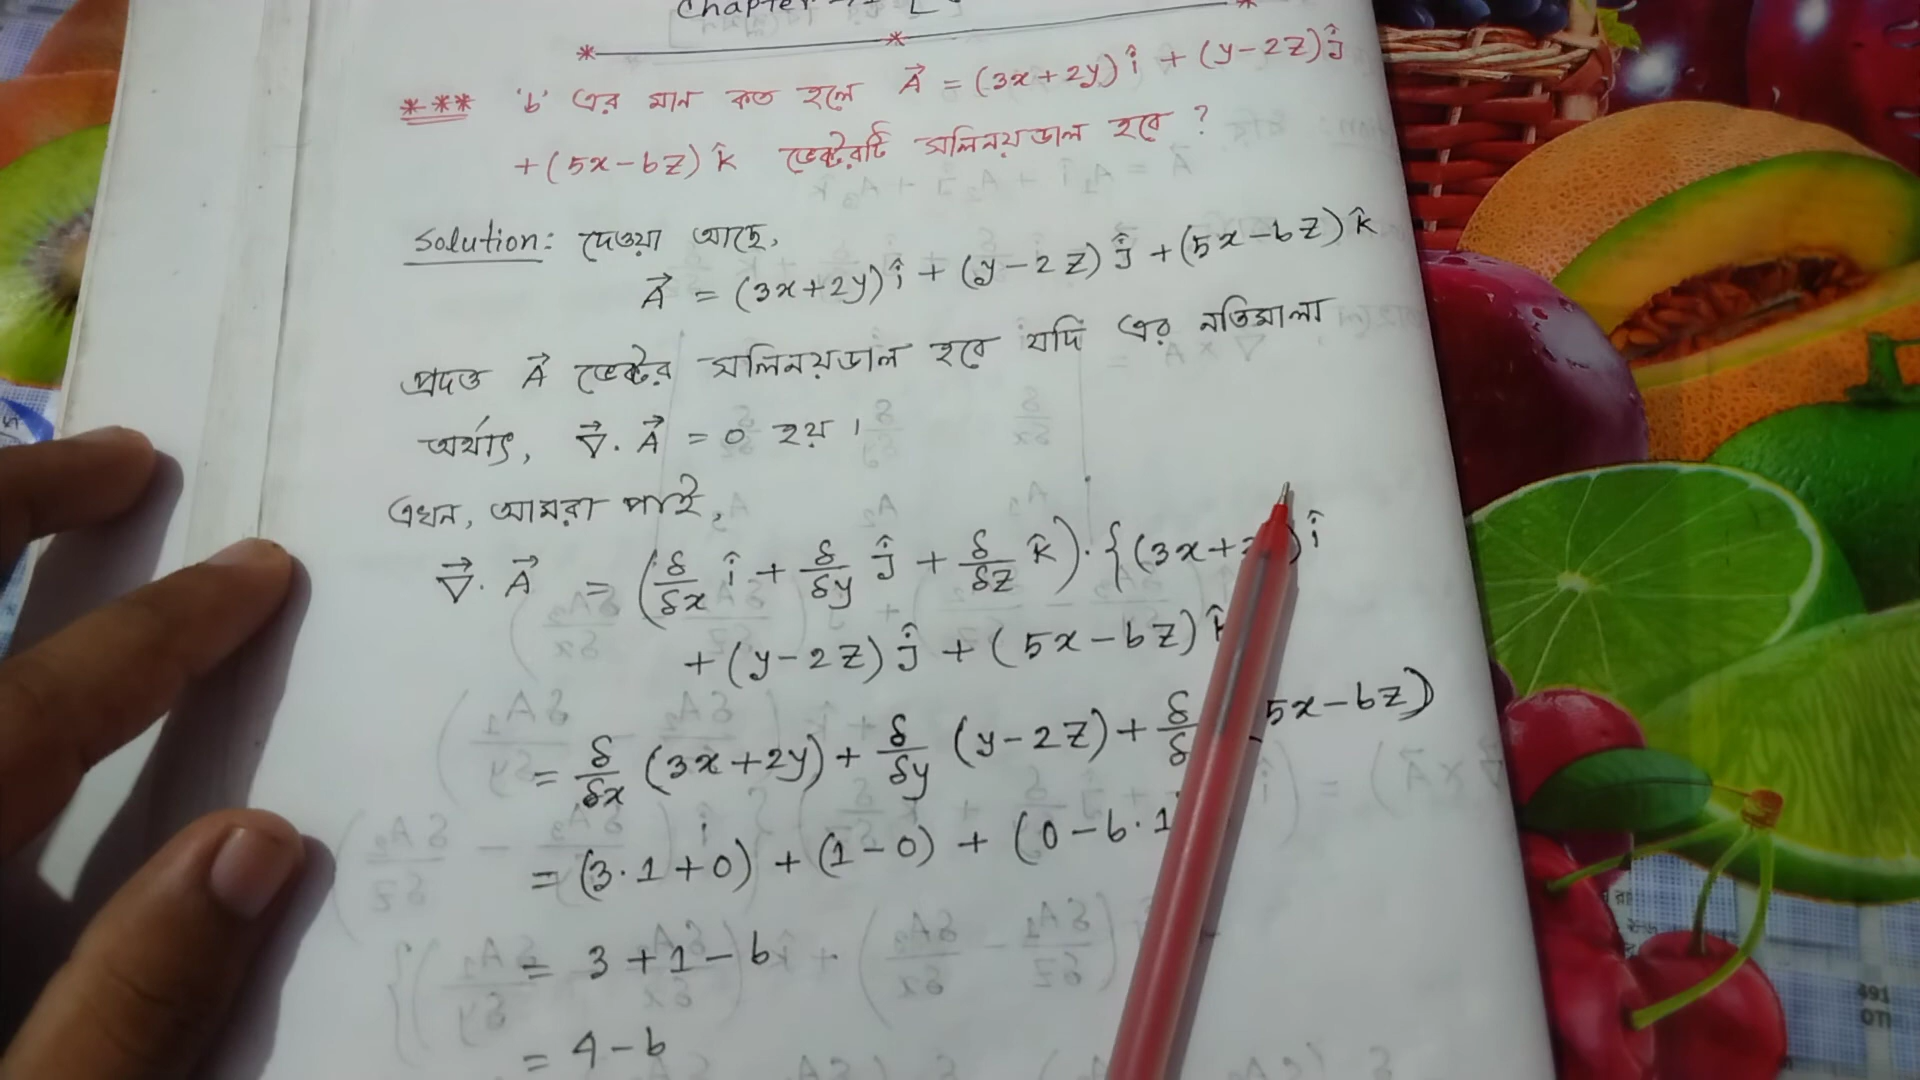 Chapter
*** 'b' এর মান কত হলে A⃗ = (3x+2y) î + (y-2z) ĵ
+ (5x-bz) k̂ ভেক্টরটি সলিনয়ডাল হবে ?
Solution: দেওয়া আছে,
A⃗ = (3x+2y) î + (y-2z) ĵ + (5x-bz) k̂
প্রদত্ত A⃗ ভেক্টর সলিনয়ডাল হবে যদি এর
অর্থাৎ, ∇⃗. A⃗ = 0 হয়।
এখন, আমরা পাই,
∇⃗. A⃗ = (δ/δx î + δ/δy ĵ + δ/δz k̂) . {(3x+ ) î
+ (y-2z) ĵ + (5x-bz) k̂
= δ/δx (3x+2y) + δ/δy (y-2z) + δ/δ 5x-bz)
= (3.1+0) + (1-0) + (0-b.1
= 3+1-b
= 4-b
491
OTI